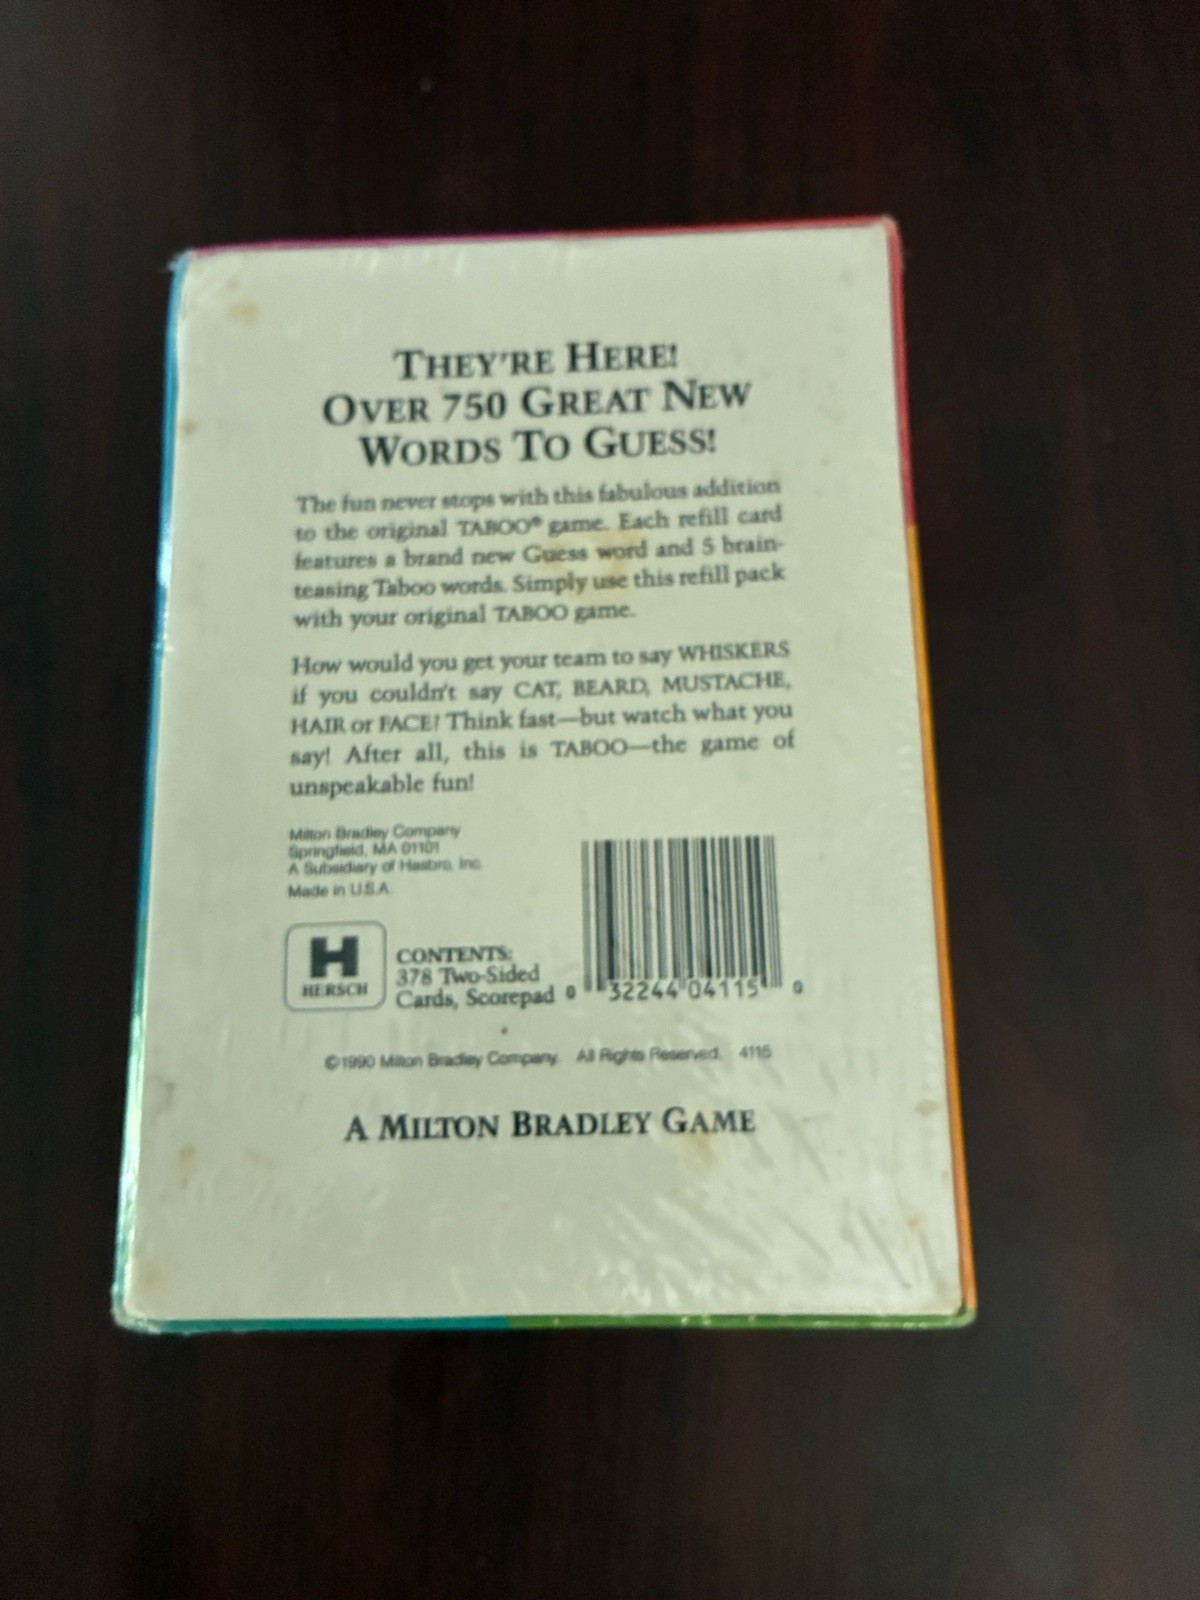 THEY'RE HERE!
OVER 750 GREAT NEW
WORDS TO GUESS!
The fun never stops with this fabulous addition
to the original TABOO® game. Each refill card
features a brand new Guess word and 5 brain-
teasing Taboo words. Simply use this refill pack
with your original TABOO game.
How would you get your team to say WHISKERS
if you couldn't say CAT, BEARD, MUSTACHE,
HAIR or FACE? Think fast—but watch what you
say! After all, this is TABOO—the game of
unspeakable fun!
Milton Bradley Company
Springfield, MA 01101
A Subsidiary of Hasbro, Inc.
Made in U.S.A.
H
HERSCH
CONTENTS:
378 Two-Sided
Cards, Scorepad
0 32244 04115 0
©1990 Milton Bradley Company. All Rights Reserved. 4115
A MILTON BRADLEY GAME